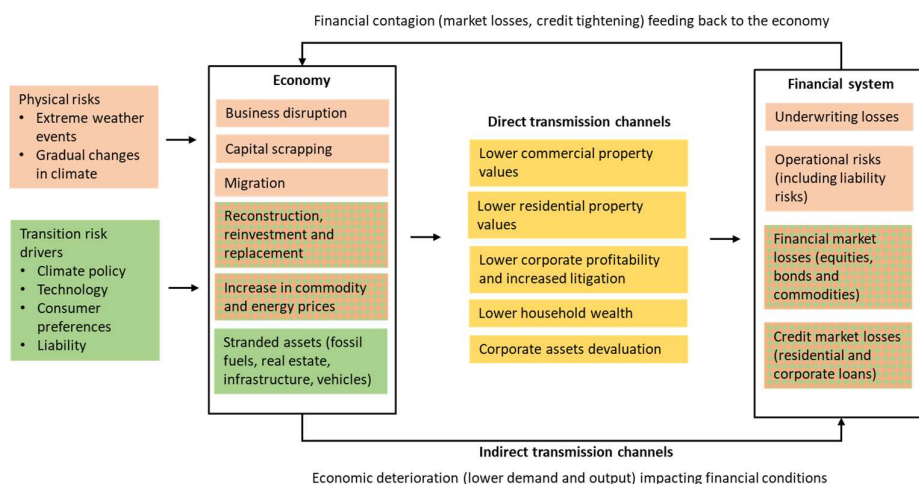 Financial contagion (market losses, credit tightening) feeding back to the economy
Economy
Financial system
Physical risks
• Extreme weather
events
• Gradual changes
in climate
Transition risk
drivers
• Climate policy
• Technology
• Consumer
preferences
• Liability
Business disruption
Capital scrapping
Migration
Reconstruction,
reinvestment and
replacement
Increase in commodity
and energy prices
Stranded assets (fossil
fuels, real estate,
infrastructure, vehicles)
Direct transmission channels
Lower commercial property
values
Lower residential property
values
Lower corporate profitability
and increased litigation
Lower household wealth
Corporate assets devaluation
Underwriting losses
Operational risks
(including liability
risks)
Financial market
losses (equities,
bonds and
commodities)
Credit market losses
(residential and
corporate loans)
Indirect transmission channels
Economic deterioration (lower demand and output) impacting financial conditions